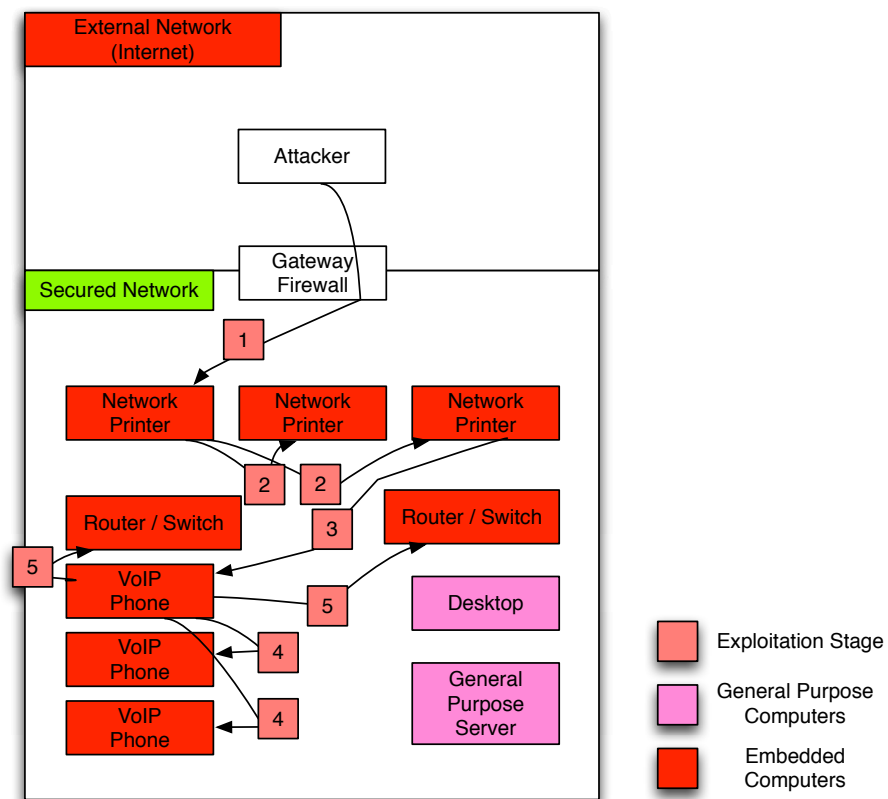 External Network
(Internet)
Attacker
Gateway
Firewall
Secured Network
1
Network
Printer
Network
Printer
Network
Printer
2
2
Router / Switch
Router / Switch
3
5
VoIP
Phone
5
Desktop
VoIP
Phone
4
General
Purpose
Server
VoIP
Phone
4
Exploitation Stage
General Purpose
Computers
Embedded
Computers